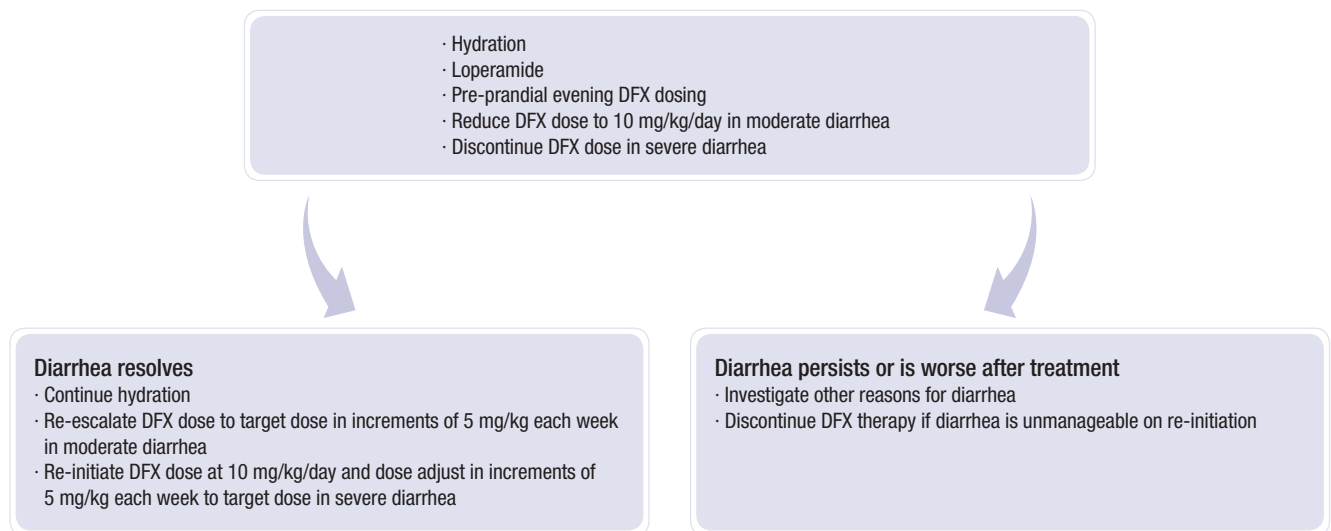 · Hydration
· Loperamide
· Pre-prandial evening DFX dosing
· Reduce DFX dose to 10 mg/kg/day in moderate diarrhea
· Discontinue DFX dose in severe diarrhea
Diarrhea resolves
· Continue hydration
· Re-escalate DFX dose to target dose in increments of 5 mg/kg each week
in moderate diarrhea
· Re-initiate DFX dose at 10 mg/kg/day and dose adjust in increments of
5 mg/kg each week to target dose in severe diarrhea
Diarrhea persists or is worse after treatment
· Investigate other reasons for diarrhea
· Discontinue DFX therapy if diarrhea is unmanageable on re-initiation